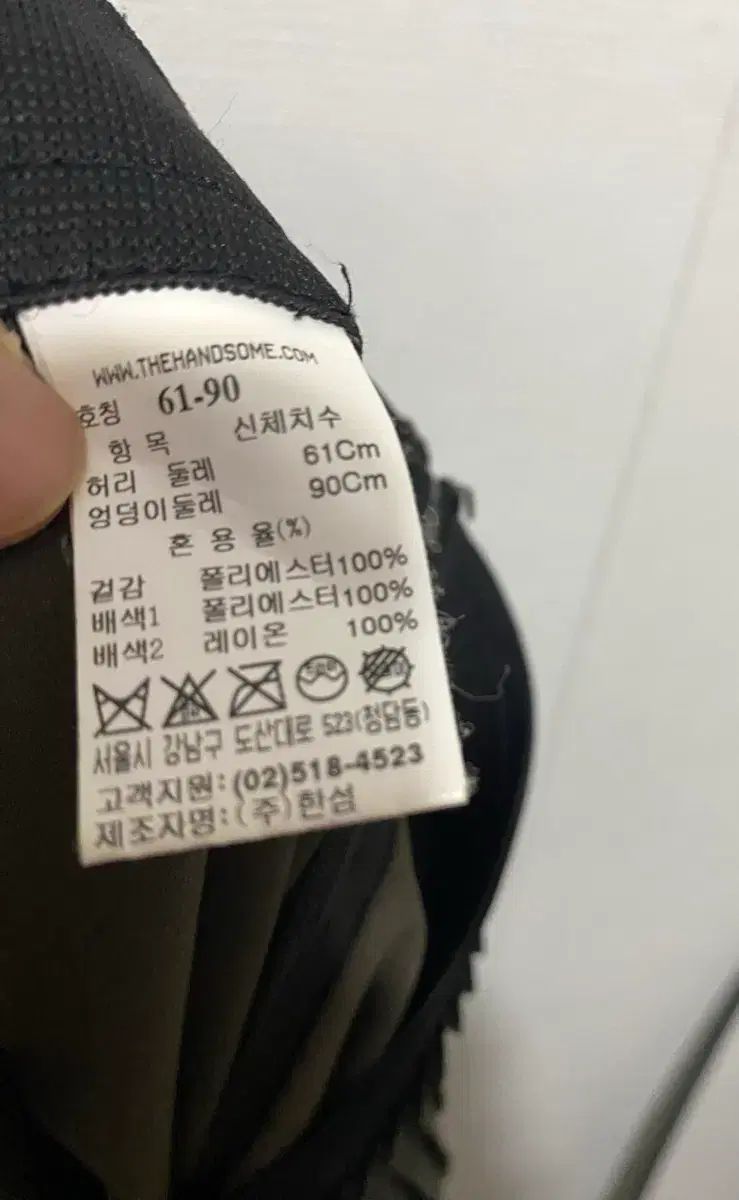 WWW.THEHANDSOME.COM
호칭 61-90
항 목 신체치수
허리 둘레 61Cm
엉덩이둘레 90Cm
혼 용 율(%)
겉감 폴리에스터100%
배색1 폴리에스터100%
배색2 레이온 100%
서울시 강남구 도산대로 523(청담동)
고객지원:(02)518-4523
제조자명:(주)한섬